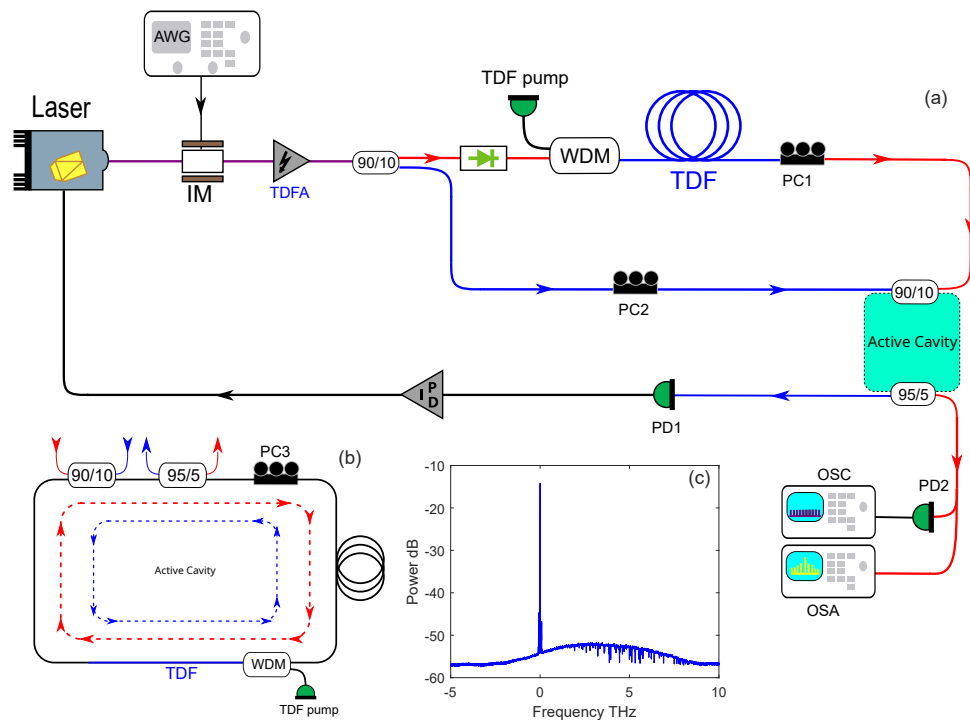 AWG
TDF pump
(a)
Laser
90/10
WDM
IM
TDFA
TDF
PC1
PC2
90/10
Active Cavity
95/5
P
I
D
PD1
(b)
PC3
90/10
95/5
Active Cavity
TDF
WDM
TDF pump
(c)
-10
-20
-30
-40
-50
-60
Power dB
-5
0
5
10
Frequency THz
OSC
PD2
OSA